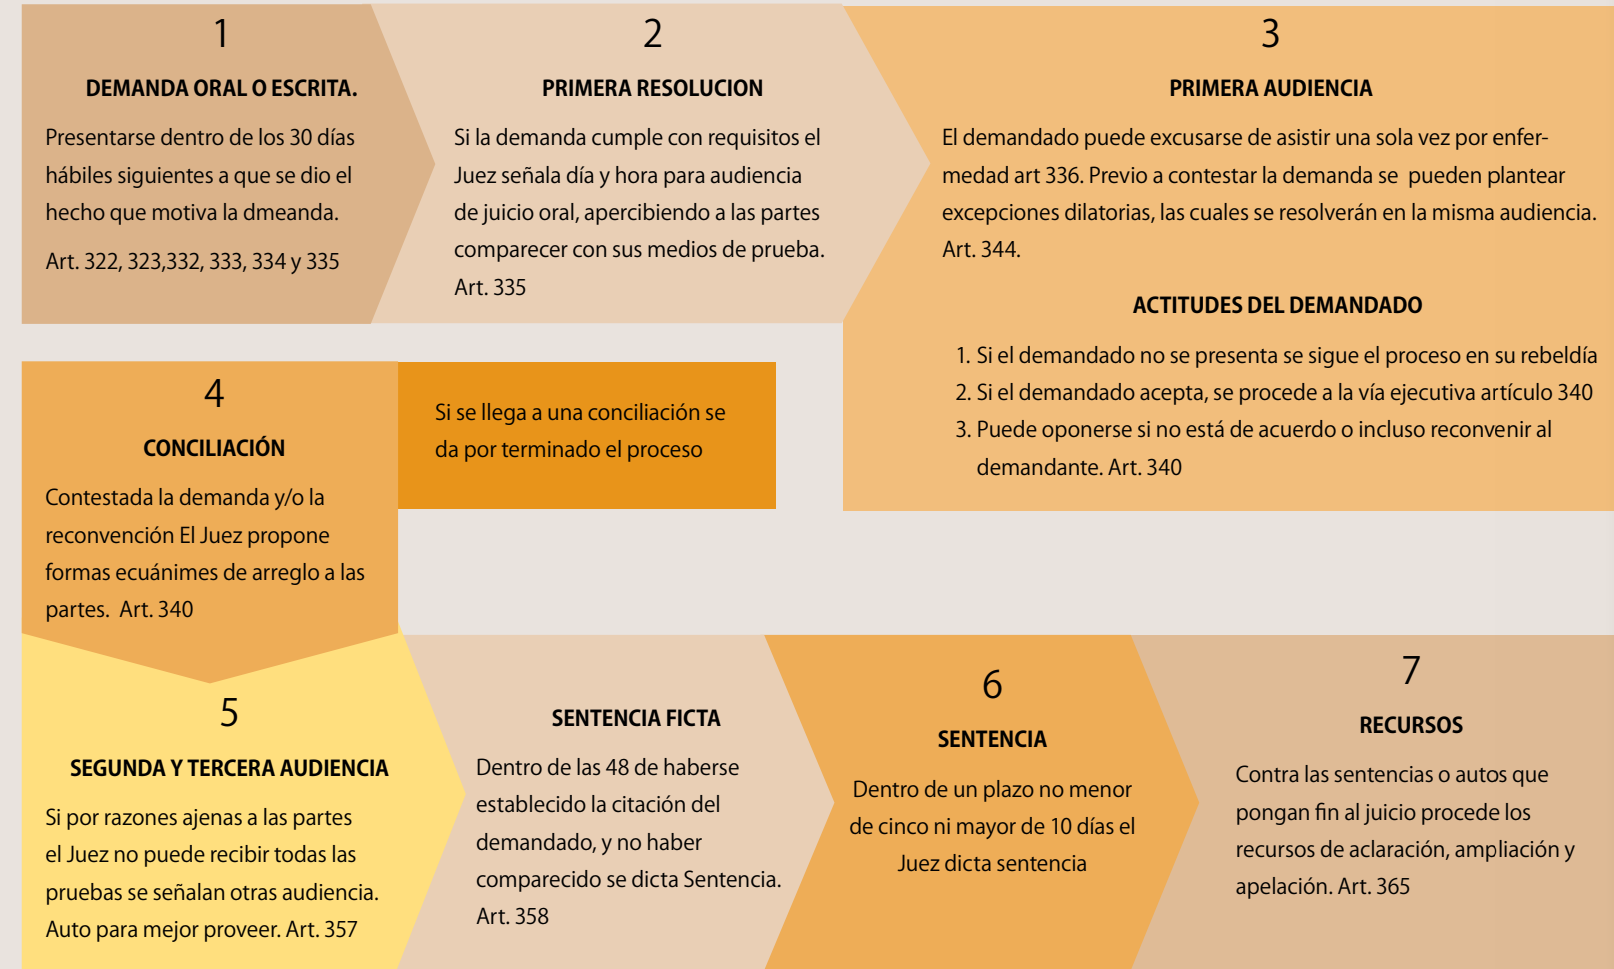 1
DEMANDA ORAL O ESCRITA.
Presentarse dentro de los 30 días
hábiles siguientes a que se dio el
hecho que motiva la dmeanda.
Art. 322, 323,332, 333, 334 y 335
2
PRIMERA RESOLUCION
Si la demanda cumple con requisitos el
Juez señala día y hora para audiencia
de juicio oral, apercibiendo a las partes
comparecer con sus medios de prueba.
Art. 335
3
PRIMERA AUDIENCIA
El demandado puede excusarse de asistir una sola vez por enfer-
medad art 336. Previo a contestar la demanda se pueden plantear
excepciones dilatorias, las cuales se resolverán en la misma audiencia.
Art. 344.
ACTITUDES DEL DEMANDADO
1. Si el demandado no se presenta se sigue el proceso en su rebeldía
2. Si el demandado acepta, se procede a la vía ejecutiva artículo 340
3. Puede oponerse si no está de acuerdo o incluso reconvenir al
demandante. Art. 340
4
CONCILIACIÓN
Contestada la demanda y/o la
reconvención El Juez propone
formas ecuánimes de arreglo a las
partes. Art. 340
Si se llega a una conciliación se
da por terminado el proceso
5
SEGUNDA Y TERCERA AUDIENCIA
Si por razones ajenas a las partes
el Juez no puede recibir todas las
pruebas se señalan otras audiencia.
Auto para mejor proveer. Art. 357
SENTENCIA FICTA
Dentro de las 48 de haberse
establecido la citación del
demandado, y no haber
comparecido se dicta Sentencia.
Art. 358
6
SENTENCIA
Dentro de un plazo no menor
de cinco ni mayor de 10 días el
Juez dicta sentencia
7
RECURSOS
Contra las sentencias o autos que
pongan fin al juicio procede los
recursos de aclaración, ampliación y
apelación. Art. 365